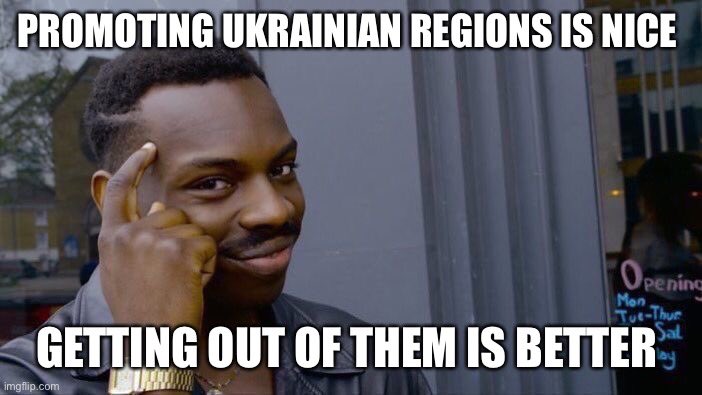 PROMOTING UKRAINIAN REGIONS IS NICE
Opening
Mon
Tue-Thur
Sat
GETTING OUT OF THEM IS BETTER
imgflip.com